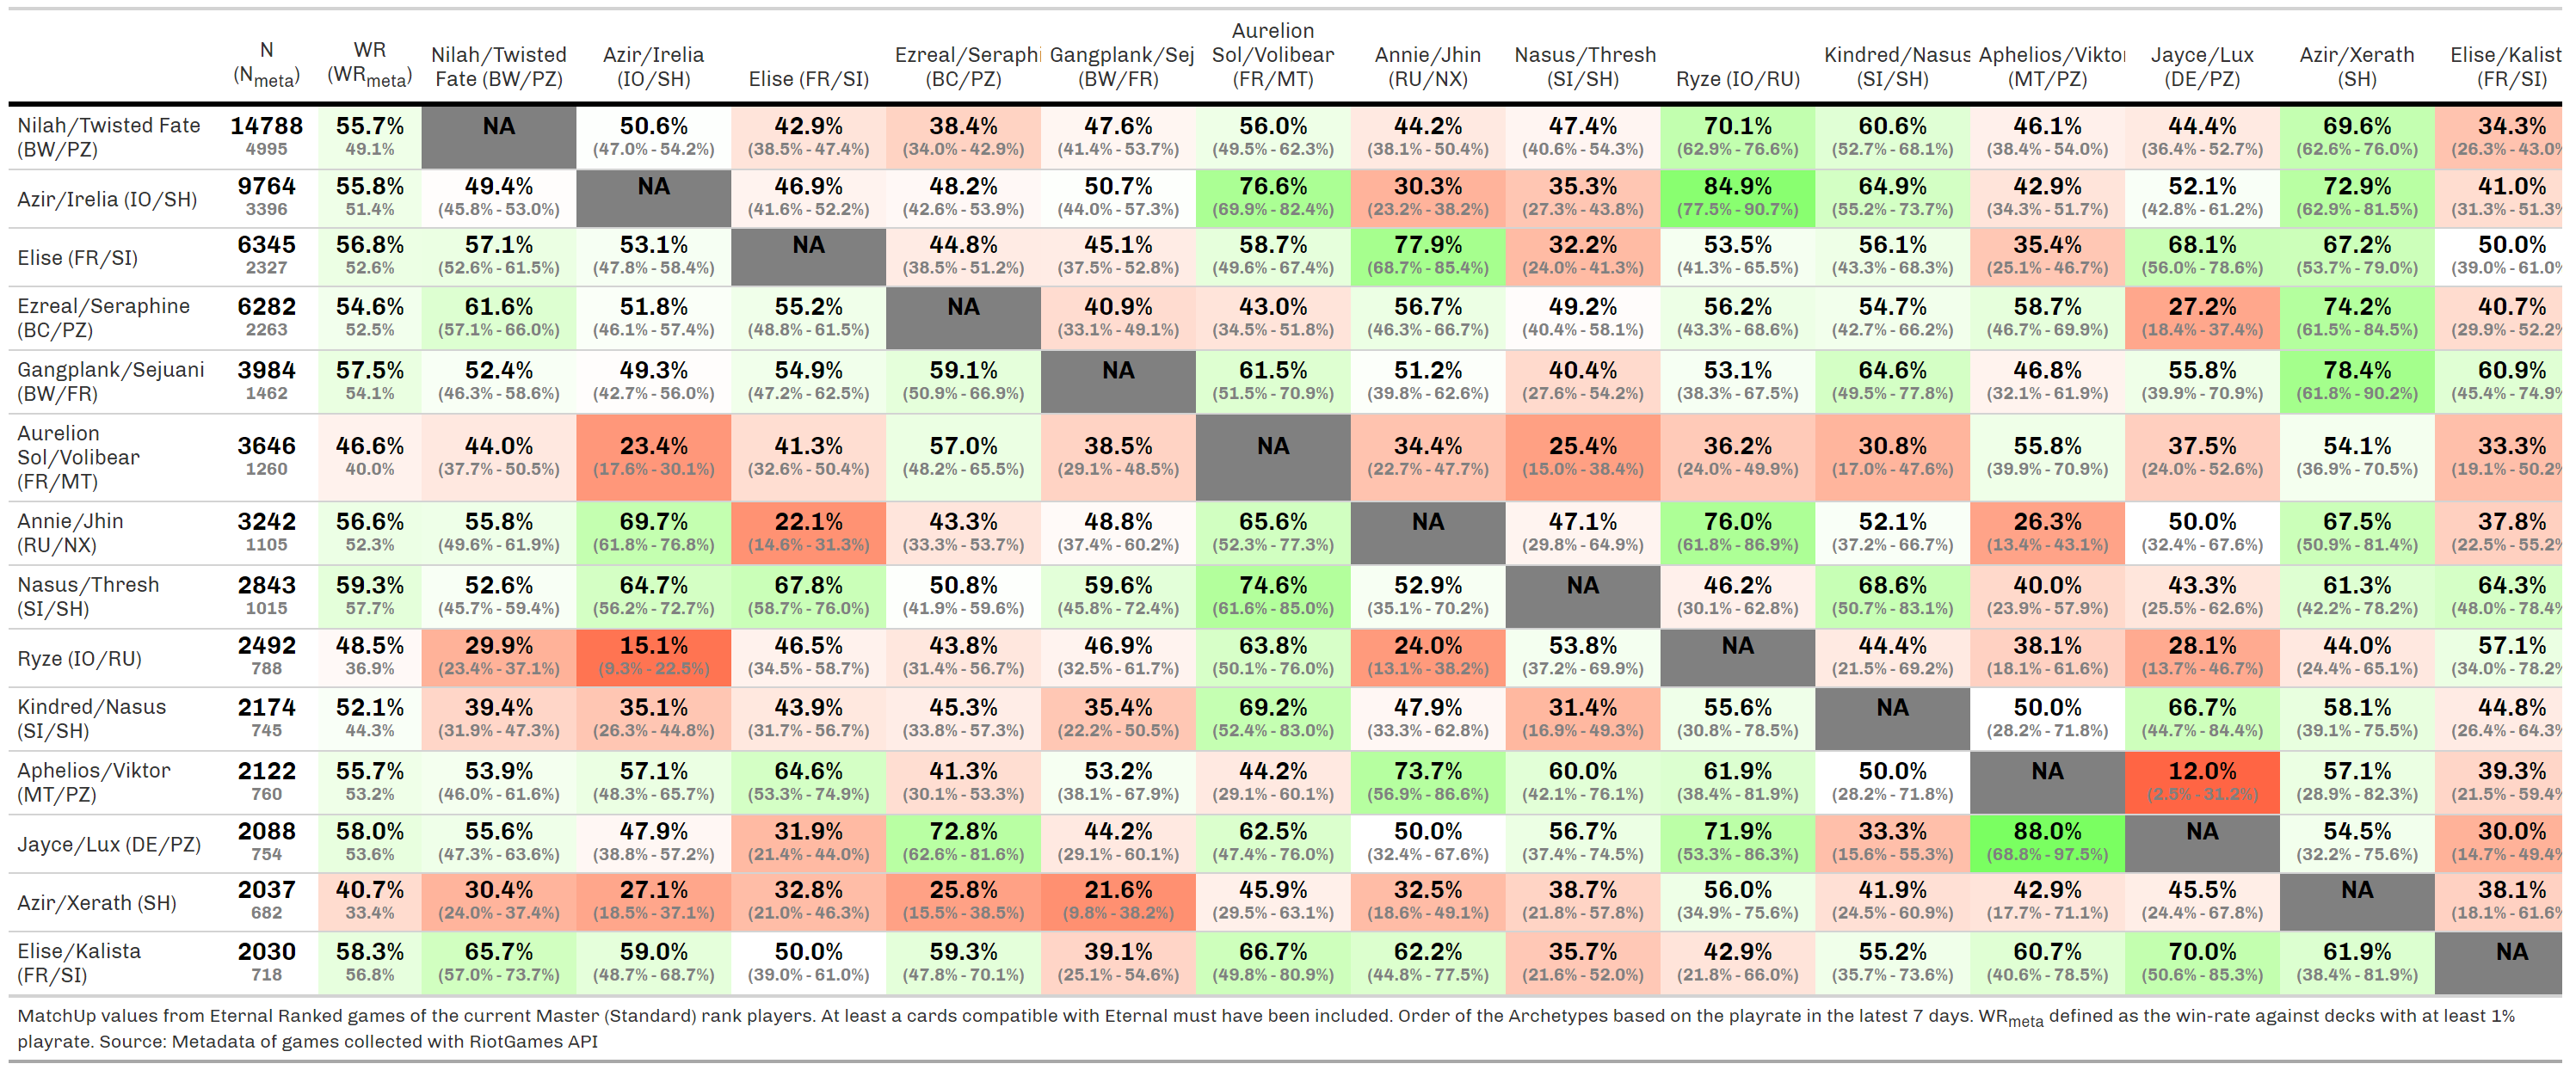 N (N_meta) WR (WR_meta) Nilah/Twisted Fate (BW/PZ) Azir/Irelia (IO/SH) Elise (FR/SI) Ezreal/Seraphi (BC/PZ) Gangplank/Sej (BW/FR) Aurelion Sol/Volibear (FR/MT) Annie/Jhin (RU/NX) Nasus/Thresh (SI/SH) Ryze (IO/RU) Kindred/Nasus (SI/SH) Aphelios/Viktor (MT/PZ) Jayce/Lux (DE/PZ) Azir/Xerath (SH) Elise/Kalist (FR/SI)
Nilah/Twisted Fate 14788 55.7% NA 50.6% 42.9% 38.4% 47.6% 56.0% 44.2% 47.4% 70.1% 60.6% 46.1% 44.4% 69.6% 34.3%
(BW/PZ) 4995 49.1% (47.0% - 54.2%) (38.5% - 47.4%) (34.0% - 42.9%) (41.4% - 53.7%) (49.5% - 62.3%) (38.1% - 50.4%) (40.6% - 54.3%) (62.9% - 76.6%) (52.7% - 68.1%) (38.4% - 54.0%) (36.4% - 52.7%) (62.6% - 76.0%) (26.3% - 43.0%
Azir/Irelia (IO/SH) 9764 55.8% 49.4% NA 46.9% 48.2% 50.7% 76.6% 30.3% 35.3% 84.9% 64.9% 42.9% 52.1% 72.9% 41.0%
3396 51.4% (45.8% - 53.0%) (41.6% - 52.2%) (42.6% - 53.9%) (44.0% - 57.3%) (69.9% - 82.4%) (23.2% - 38.2%) (27.3% - 43.8%) (77.5% - 90.7%) (55.2% - 73.7%) (34.3% - 51.7%) (42.8% - 61.2%) (62.9% - 81.5%) (31.3% - 51.3%
Elise (FR/SI) 6345 56.8% 57.1% 53.1% NA 44.8% 45.1% 58.7% 77.9% 32.2% 53.5% 56.1% 35.4% 68.1% 67.2% 50.0%
2327 52.6% (52.6% - 61.5%) (47.8% - 58.4%) (38.5% - 51.2%) (37.5% - 52.8%) (49.6% - 67.4%) (68.7% - 85.4%) (24.0% - 41.3%) (41.3% - 65.5%) (43.3% - 68.3%) (25.1% - 46.7%) (56.0% - 78.6%) (53.7% - 79.0%) (39.0% - 61.0%
Ezreal/Seraphine 6282 54.6% 61.6% 51.8% 55.2% NA 40.9% 43.0% 56.7% 49.2% 56.2% 54.7% 58.7% 27.2% 74.2% 40.7%
(BC/PZ) 2263 52.5% (57.1% - 66.0%) (46.1% - 57.4%) (48.8% - 61.5%) (33.1% - 49.1%) (34.5% - 51.8%) (46.3% - 66.7%) (40.4% - 58.1%) (43.3% - 68.6%) (42.7% - 66.2%) (46.7% - 69.9%) (18.4% - 37.4%) (61.5% - 84.5%) (29.9% - 52.2%
Gangplank/Sejuani 3984 57.5% 52.4% 49.3% 54.9% 59.1% NA 61.5% 51.2% 40.4% 53.1% 64.6% 46.8% 55.8% 78.4% 60.9%
(BW/FR) 1462 54.1% (46.3% - 58.6%) (42.7% - 56.0%) (47.2% - 62.5%) (50.9% - 66.9%) (51.5% - 70.9%) (39.8% - 62.6%) (27.6% - 54.2%) (38.3% - 67.5%) (49.5% - 77.8%) (32.1% - 61.9%) (39.9% - 70.9%) (61.8% - 90.2%) (45.4% - 74.9%
Aurelion
Sol/Volibear 3646 46.6% 44.0% 23.4% 41.3% 57.0% 38.5% NA 34.4% 25.4% 36.2% 30.8% 55.8% 37.5% 54.1% 33.3%
(FR/MT) 1260 40.0% (37.7% - 50.5%) (17.6% - 30.1%) (32.6% - 50.4%) (48.2% - 65.5%) (29.1% - 48.5%) (22.7% - 47.7%) (15.0% - 38.4%) (24.0% - 49.9%) (17.0% - 47.6%) (39.9% - 70.9%) (24.0% - 52.6%) (36.9% - 70.5%) (19.1% - 50.2%
Annie/Jhin 3242 56.6% 55.8% 69.7% 22.1% 43.3% 48.8% 65.6% NA 47.1% 76.0% 52.1% 26.3% 50.0% 67.5% 37.8%
(RU/NX) 1105 52.3% (49.6% - 61.9%) (61.8% - 76.8%) (14.6% - 31.3%) (33.3% - 53.7%) (37.4% - 60.2%) (52.3% - 77.3%) (29.8% - 64.9%) (61.8% - 86.9%) (37.2% - 66.7%) (13.4% - 43.1%) (32.4% - 67.6%) (50.9% - 81.4%) (22.5% - 55.2%
Nasus/Thresh 2843 59.3% 52.6% 64.7% 67.8% 50.8% 59.6% 74.6% 52.9% NA 46.2% 68.6% 40.0% 43.3% 61.3% 64.3%
(SI/SH) 1015 57.7% (45.7% - 59.4%) (56.2% - 72.7%) (58.7% - 76.0%) (41.9% - 59.6%) (45.8% - 72.4%) (61.6% - 85.0%) (35.1% - 70.2%) (30.1% - 62.8%) (50.7% - 83.1%) (23.9% - 57.9%) (25.5% - 62.6%) (42.2% - 78.2%) (48.0% - 78.4%
Ryze (IO/RU) 2492 48.5% 29.9% 15.1% 46.5% 43.8% 46.9% 63.8% 24.0% 53.8% NA 44.4% 38.1% 28.1% 44.0% 57.1%
788 36.9% (23.4% - 37.1%) (9.3% - 22.5%) (34.5% - 58.7%) (31.4% - 56.7%) (32.5% - 61.7%) (50.1% - 76.0%) (13.1% - 38.2%) (37.2% - 69.9%) (21.5% - 69.2%) (18.1% - 61.6%) (13.7% - 46.7%) (24.4% - 65.1%) (34.0% - 78.2%
Kindred/Nasus 2174 52.1% 39.4% 35.1% 43.9% 45.3% 35.4% 69.2% 47.9% 31.4% 55.6% NA 50.0% 66.7% 58.1% 44.8%
(SI/SH) 745 44.3% (31.9% - 47.3%) (26.3% - 44.8%) (31.7% - 56.7%) (33.8% - 57.3%) (22.2% - 50.5%) (52.4% - 83.0%) (33.3% - 62.8%) (16.9% - 49.3%) (30.8% - 78.5%) (28.2% - 71.8%) (44.7% - 84.4%) (39.1% - 75.5%) (26.4% - 64.3%
Aphelios/Viktor 2122 55.7% 53.9% 57.1% 64.6% 41.3% 53.2% 44.2% 73.7% 60.0% 61.9% 50.0% NA 12.0% 57.1% 39.3%
(MT/PZ) 760 53.2% (46.0% - 61.6%) (48.3% - 65.7%) (53.3% - 74.9%) (30.1% - 53.3%) (38.1% - 67.9%) (29.1% - 60.1%) (56.9% - 86.6%) (42.1% - 76.1%) (38.4% - 81.9%) (28.2% - 71.8%) (2.5% - 31.2%) (28.9% - 82.3%) (21.5% - 59.4%
Jayce/Lux (DE/PZ) 2088 58.0% 55.6% 47.9% 31.9% 72.8% 44.2% 62.5% 50.0% 56.7% 71.9% 33.3% 88.0% NA 54.5% 30.0%
754 53.6% (47.3% - 63.6%) (38.8% - 57.2%) (21.4% - 44.0%) (62.6% - 81.6%) (29.1% - 60.1%) (47.4% - 76.0%) (32.4% - 67.6%) (37.4% - 74.5%) (53.3% - 86.3%) (15.6% - 55.3%) (68.8% - 97.5%) (32.2% - 75.6%) (14.7% - 49.4%
Azir/Xerath (SH) 2037 40.7% 30.4% 27.1% 32.8% 25.8% 21.6% 45.9% 32.5% 38.7% 56.0% 41.9% 42.9% 45.5% NA 38.1%
682 33.4% (24.0% - 37.4%) (18.5% - 37.1%) (21.0% - 46.3%) (15.5% - 38.5%) (9.8% - 38.2%) (29.5% - 63.1%) (18.6% - 49.1%) (21.8% - 57.8%) (34.9% - 75.6%) (24.5% - 60.9%) (17.7% - 71.1%) (24.4% - 67.8%) (18.1% - 61.6%
Elise/Kalista 2030 58.3% 65.7% 59.0% 50.0% 59.3% 39.1% 66.7% 62.2% 35.7% 42.9% 55.2% 60.7% 70.0% 61.9% NA
(FR/SI) 718 56.8% (57.0% - 73.7%) (48.7% - 68.7%) (39.0% - 61.0%) (47.8% - 70.1%) (25.1% - 54.6%) (49.8% - 80.9%) (44.8% - 77.5%) (21.6% - 52.0%) (21.8% - 66.0%) (35.7% - 73.6%) (40.6% - 78.5%) (50.6% - 85.3%) (38.4% - 81.9%)
MatchUp values from Eternal Ranked games of the current Master (Standard) rank players. At least a cards compatible with Eternal must have been included. Order of the Archetypes based on the playrate in the latest 7 days. WR_meta defined as the win-rate against decks with at least 1%
playrate. Source: Metadata of games collected with RiotGames API